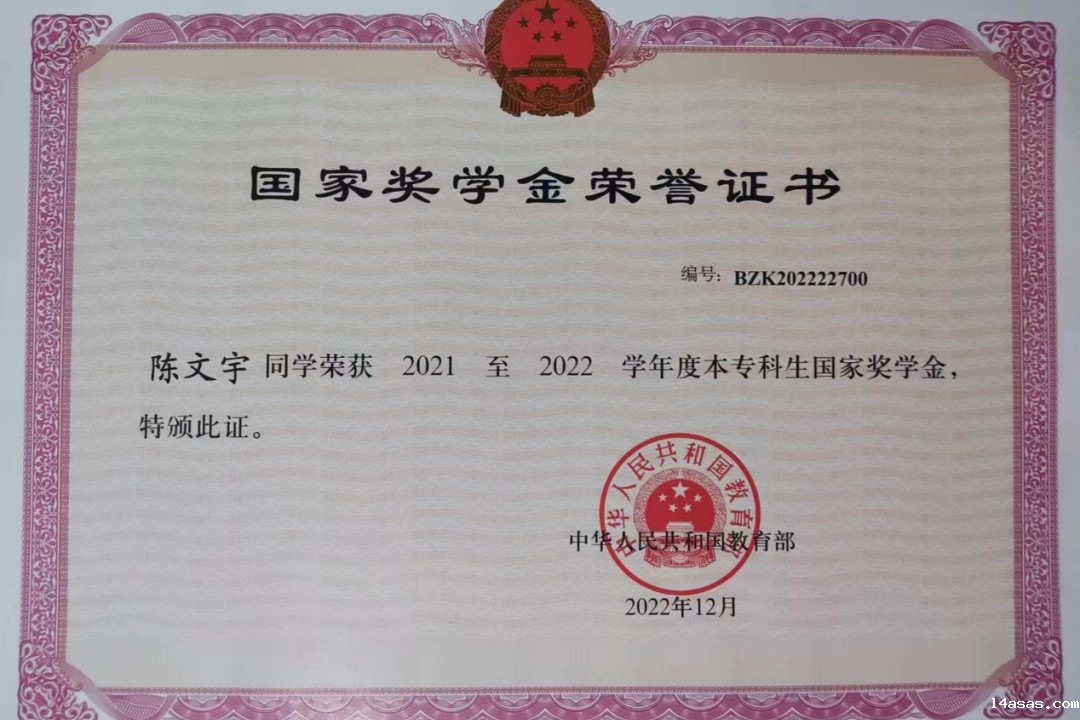 国家奖学金荣誉证书
编号：BZK202222700
陈文宇 同学荣获 2021 至 2022 学年度本专科生国家奖学金，
特颁此证。
中华人民共和国教育部
中华人民共和国教育部
2022年12月
14asas.com